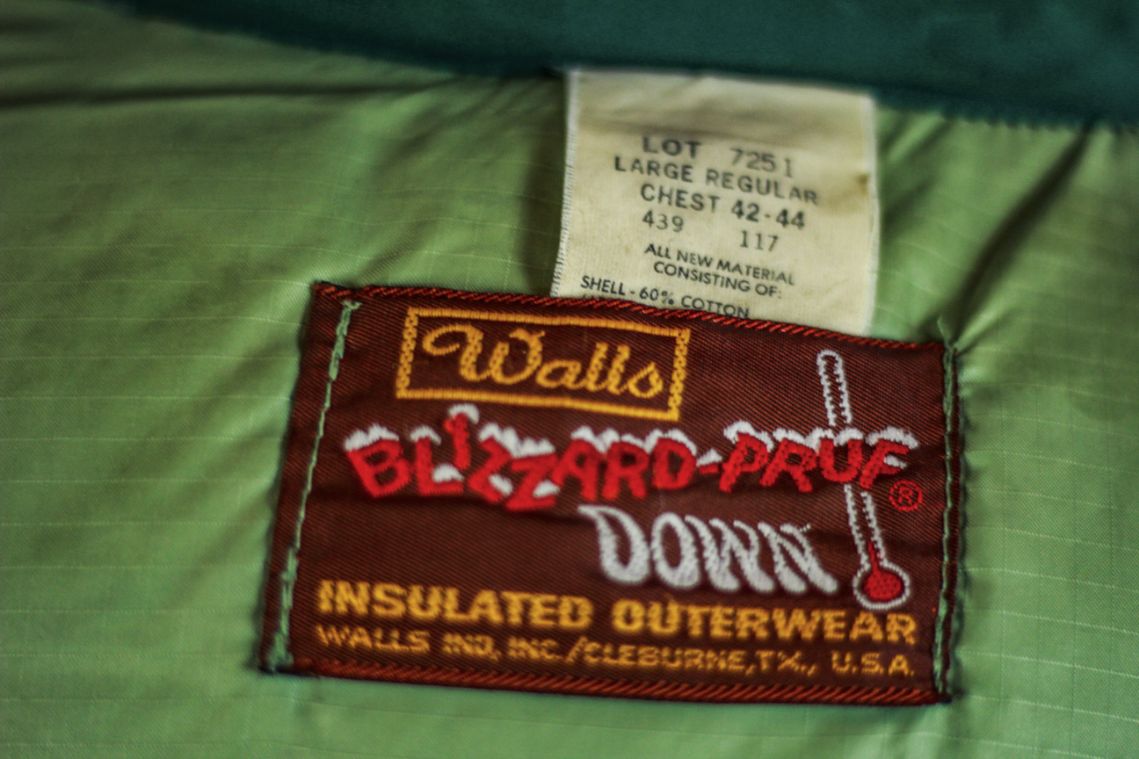 LOT 7251
LARGE REGULAR
CHEST 42-44
439 117
ALL NEW MATERIAL
CONSISTING OF:
SHELL - 60% COTTON
Walls
BLIZZARD-PRUF®
DOWN
INSULATED OUTERWEAR
WALLS IND, INC./CLEBURNE, TX., U.S.A.